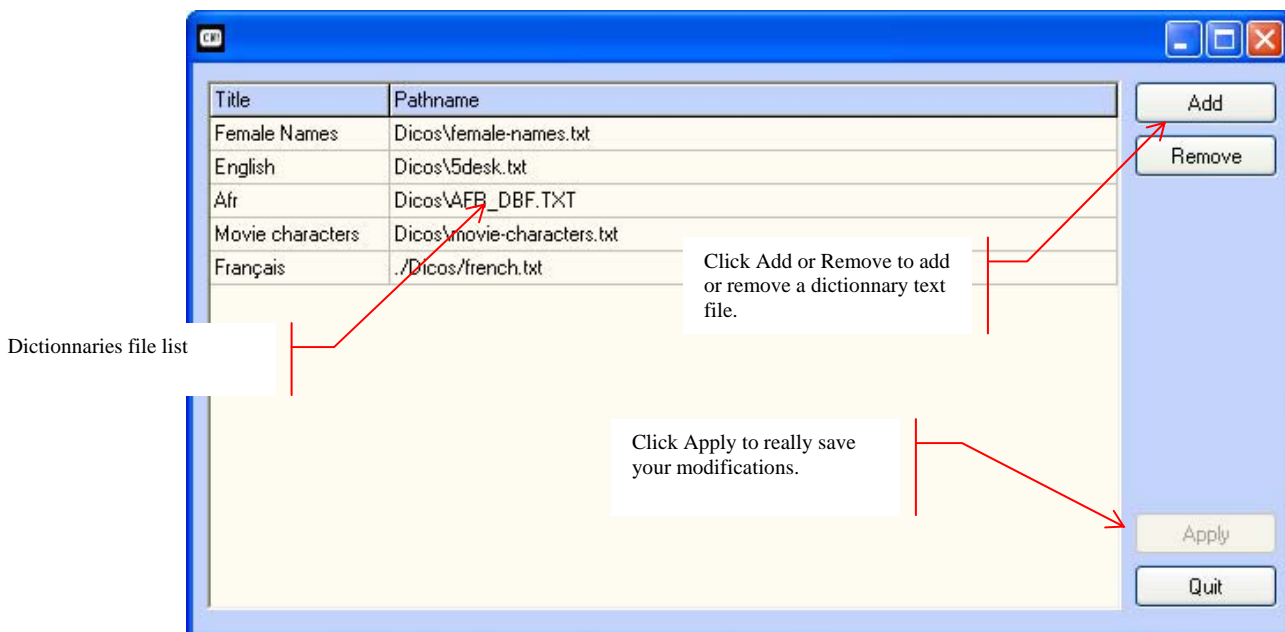 Title Pathname Add
Female Names Dicos\female-names.txt
English Dicos\5desk.txt
Remove
Afr Dicos\AFB_DBF.TXT
Movie characters Dicos\movie-characters.txt
Français ./Dicos/french.txt
Click Add or Remove to add
or remove a dictionnary text
file.
Dictionnaries file list
Click Apply to really save
your modifications.
Apply
Quit